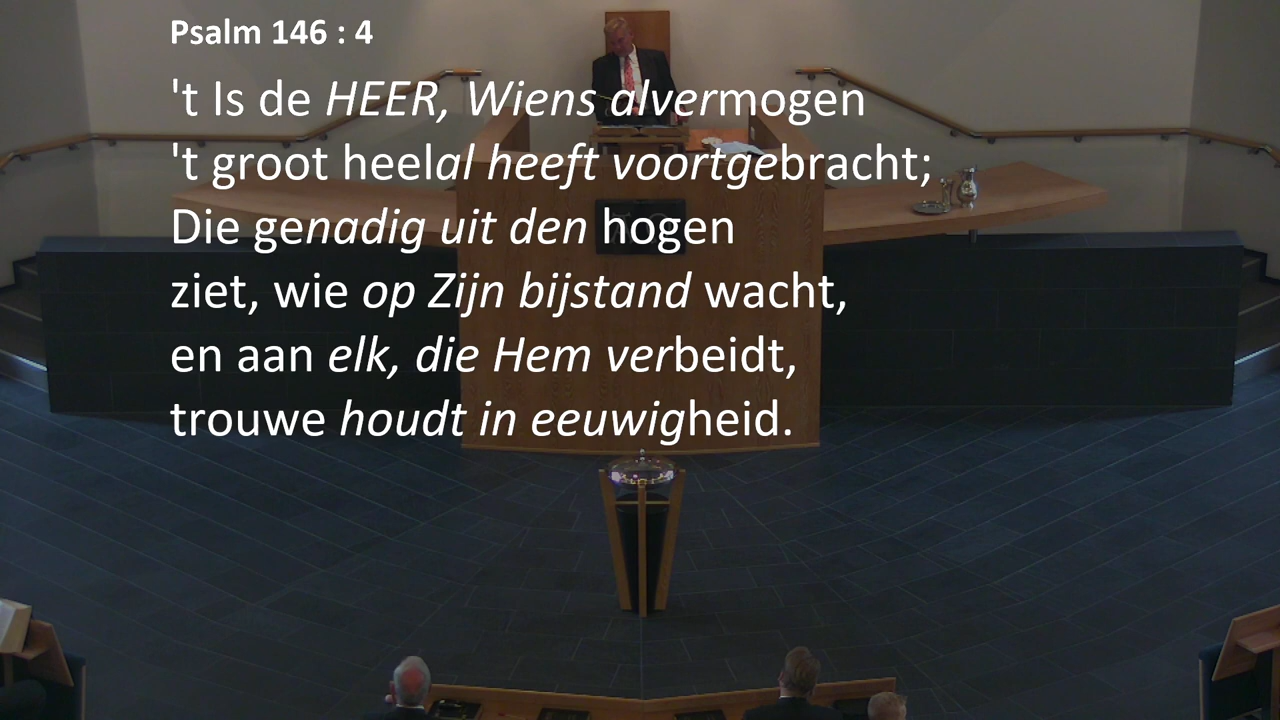 Psalm 146 : 4
't Is de HEER, Wiens alvermogen
't groot heelal heeft voortgebracht;
Die genadig uit den hogen
ziet, wie op Zijn bijstand wacht,
en aan elk, die Hem verbeidt,
trouwe houdt in eeuwigheid.